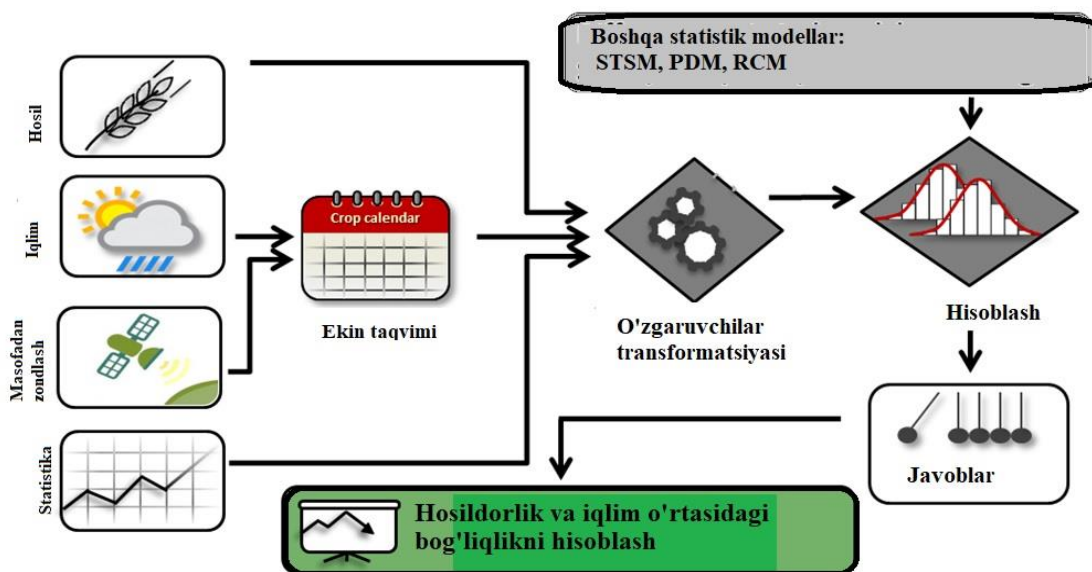 Boshqa statistik modellar:
STSM, PDM, RCM
Hosil
Iqlim
Masofadan
zondlash
Statistika
Crop calendar
Ekin taqvimi
O'zgaruvchilar
transformatsiyasi
Hisoblash
Javoblar
Hosildorlik va iqlim o'rtasidagi
bog'liqlikni hisoblash